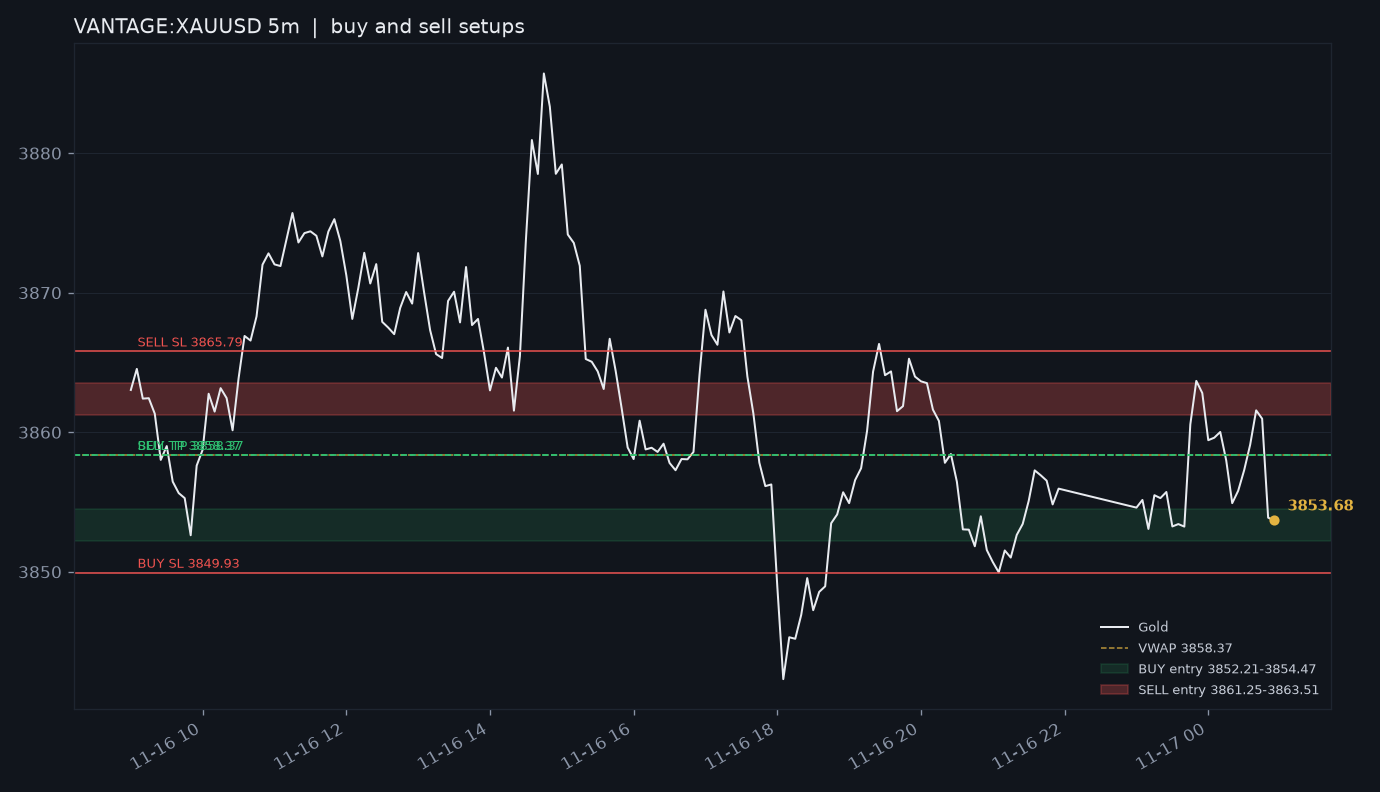 VANTAGE:XAUUSD 5m | buy and sell setups
3880
3870
SELL SL 3865.79
3860
3858.37
3853.68
BUY SL 3849.93
3850
Gold
VWAP 3858.37
BUY entry 3852.21-3854.47
SELL entry 3861.25-3863.51
11-16 10
11-16 12
11-16 14
11-16 16
11-16 18
11-16 20
11-16 22
11-17 00